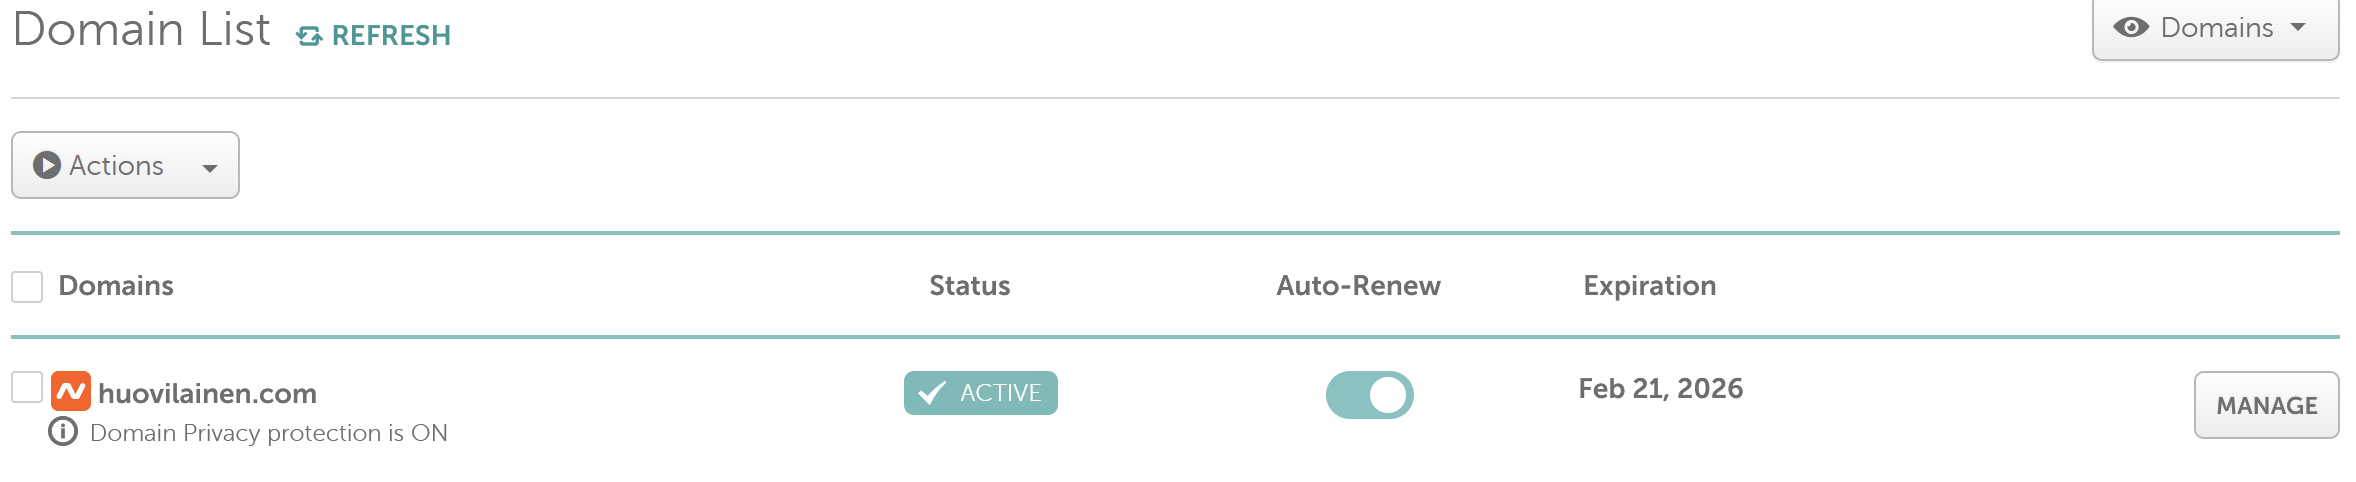 Domain List REFRESH Domains
Actions
Domains Status Auto-Renew Expiration
huovilainen.com ACTIVE Feb 21, 2026 MANAGE
Domain Privacy protection is ON